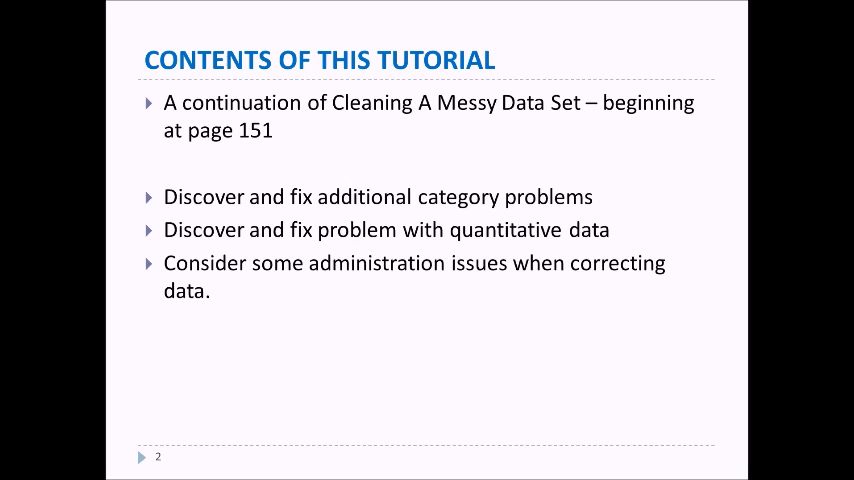 CONTENTS OF THIS TUTORIAL
A continuation of Cleaning A Messy Data Set – beginning
at page 151
Discover and fix additional category problems
Discover and fix problem with quantitative data
Consider some administration issues when correcting
data.
2